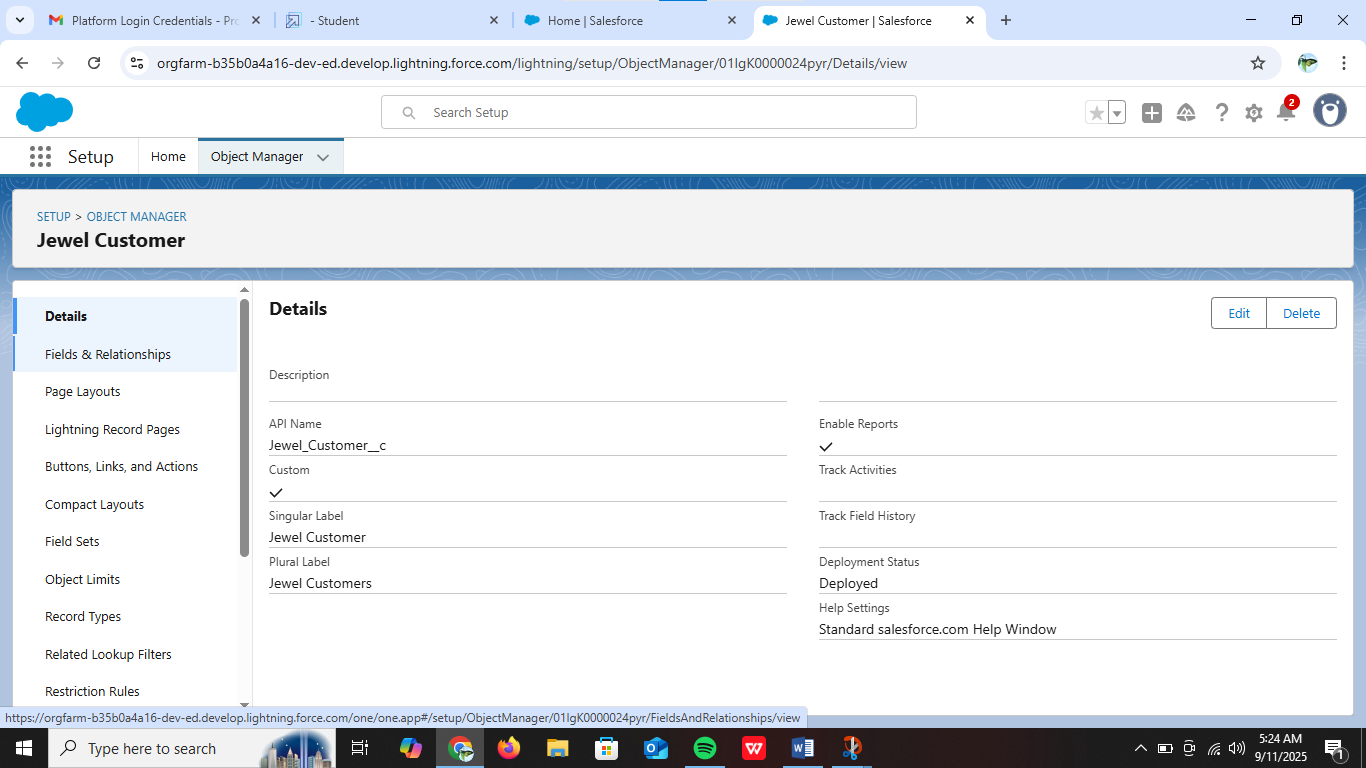 Platform Login Credentials - Pro
- Student
Home | Salesforce
Jewel Customer | Salesforce
orgfarm-b35b0a4a16-dev-ed.develop.lightning.force.com/lightning/setup/ObjectManager/01IgK0000024pyr/Details/view
Search Setup
2
Setup
Home
Object Manager
SETUP > OBJECT MANAGER
Jewel Customer
Details
Fields & Relationships
Page Layouts
Lightning Record Pages
Buttons, Links, and Actions
Compact Layouts
Field Sets
Object Limits
Record Types
Related Lookup Filters
Restriction Rules
Details
Edit
Delete
Description
API Name
Jewel_Customer__c
Custom
Singular Label
Jewel Customer
Plural Label
Jewel Customers
Enable Reports
Track Activities
Track Field History
Deployment Status
Deployed
Help Settings
Standard salesforce.com Help Window
https://orgfarm-b35b0a4a16-dev-ed.develop.lightning.force.com/one/one.app#/setup/ObjectManager/01IgK0000024pyr/FieldsAndRelationships/view
Type here to search
5:24 AM
9/11/2025
1